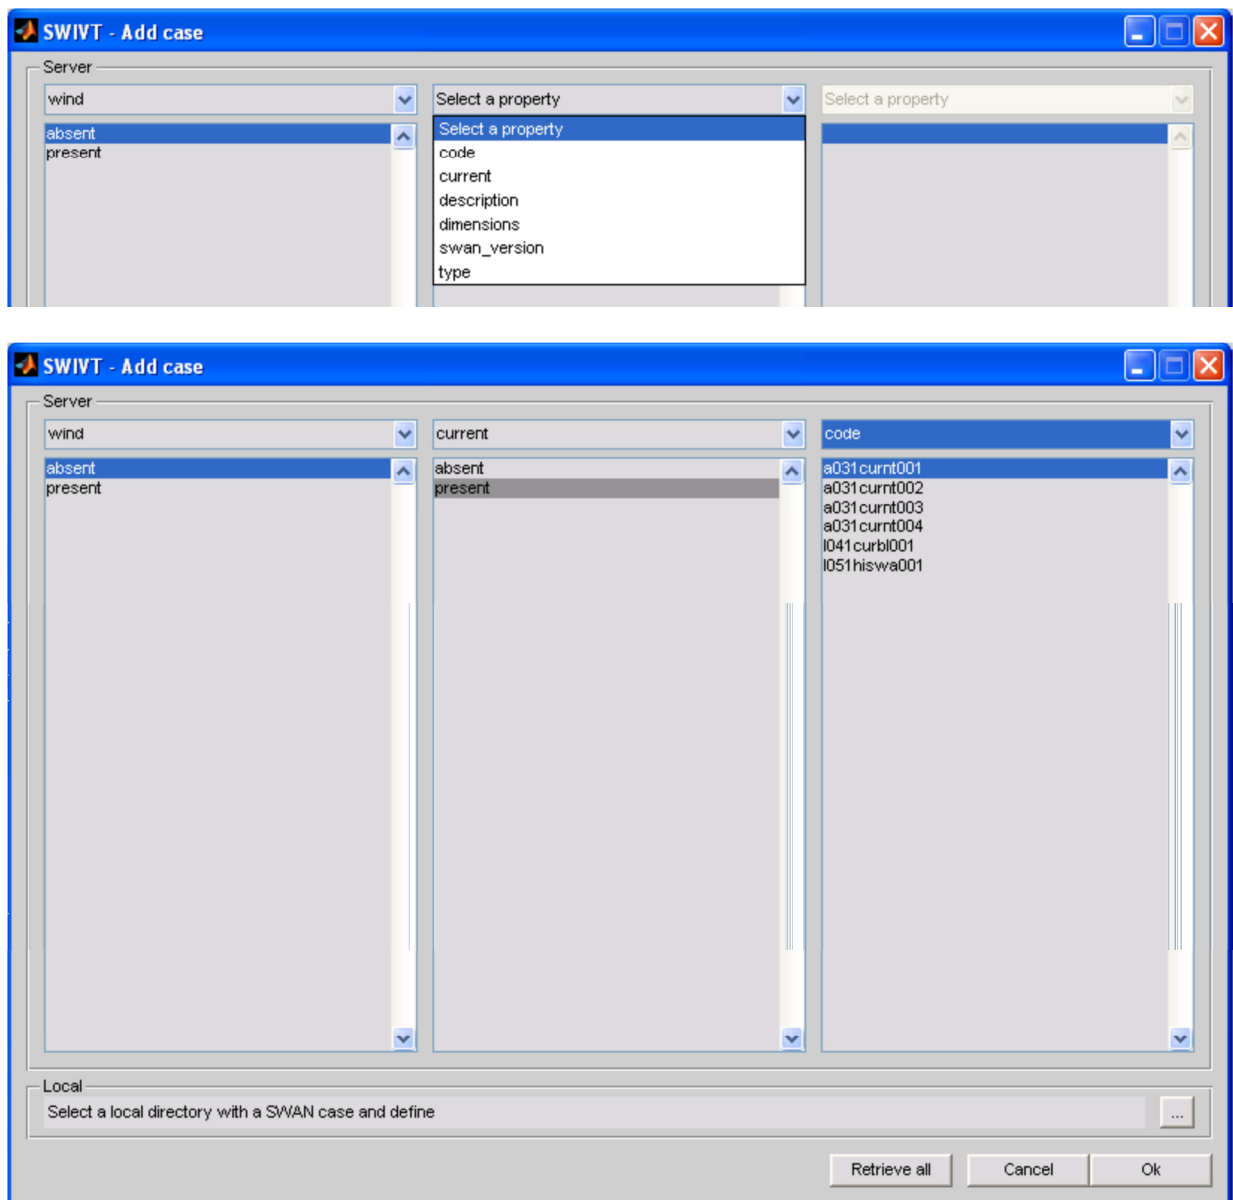 SWIVT - Add case
Server
wind Select a property Select a property
absent Select a property
present code
current
description
dimensions
swan_version
type
SWIVT - Add case
Server
wind current code
absent absent a031curnt001
present present a031curnt002
a031curnt003
a031curnt004
l041curbl001
l051hiswa001
Local
Select a local directory with a SWAN case and define ...
Retrieve all Cancel Ok